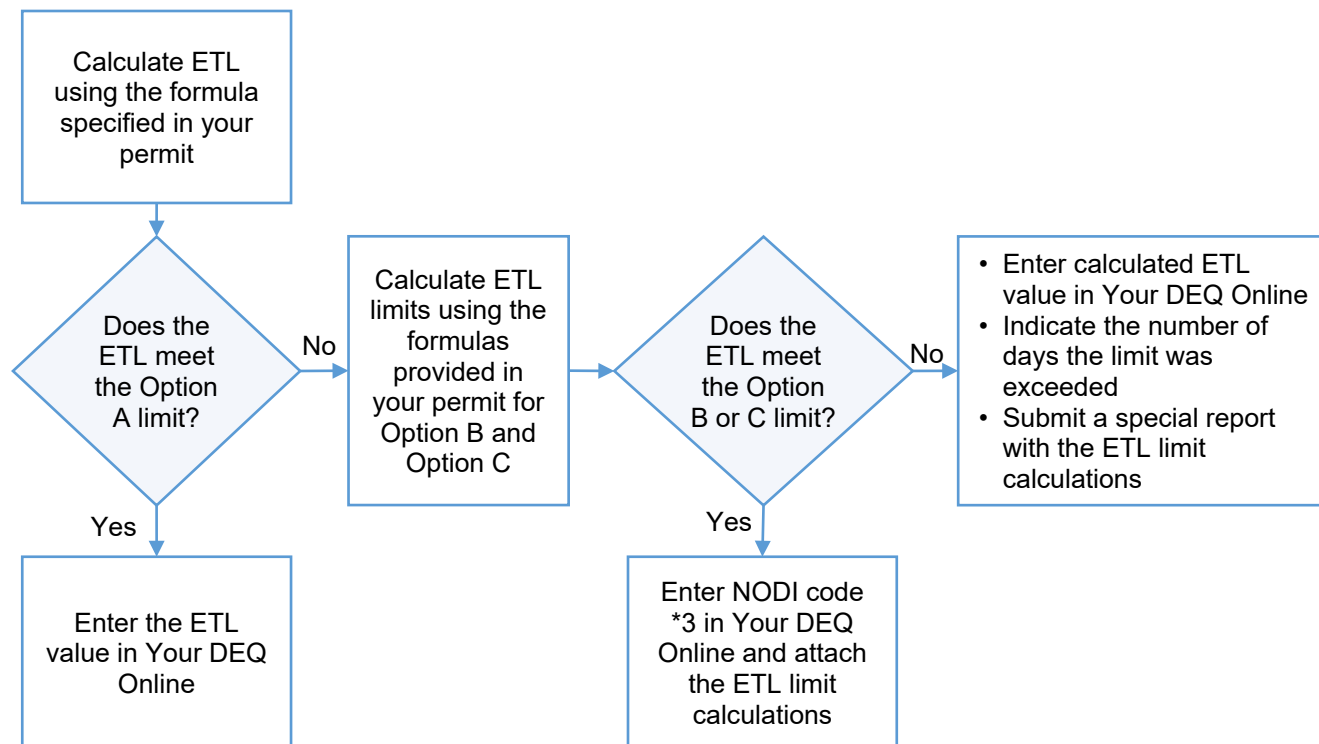 Calculate ETL
using the formula
specified in your
permit
Does the
ETL meet
the Option
A limit?
No
Calculate ETL
limits using the
formulas
provided in
your permit for
Option B and
Option C
Does the
ETL meet
the Option
B or C limit?
No
• Enter calculated ETL
value in Your DEQ Online
• Indicate the number of
days the limit was
exceeded
• Submit a special report
with the ETL limit
calculations
Yes
Enter the ETL
value in Your DEQ
Online
Yes
Enter NODI code
*3 in Your DEQ
Online and attach
the ETL limit
calculations